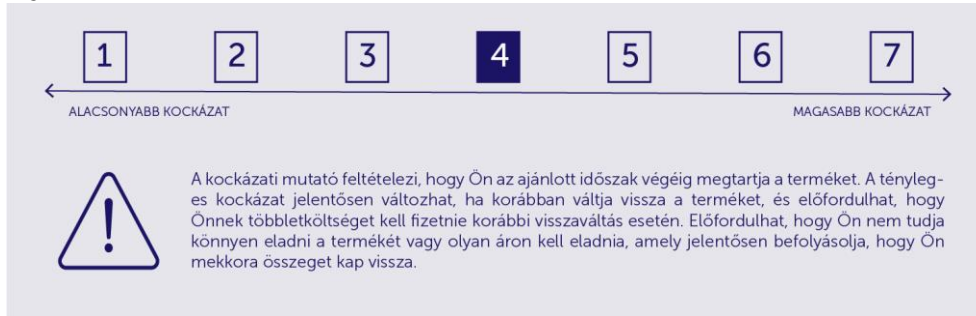 1 2 3 4 5 6 7
ALACSONYABB KOCKÁZAT MAGASABB KOCKÁZAT
A kockázati mutató feltételezi, hogy Ön az ajánlott időszak végéig megtartja a terméket. A tényleg-
es kockázat jelentősen változhat, ha korábban váltja vissza a terméket, és előfordulhat, hogy
Önnek többletköltséget kell fizetnie korábbi visszaváltás esetén. Előfordulhat, hogy Ön nem tudja
könnyen eladni a termékét vagy olyan áron kell eladnia, amely jelentősen befolyásolja, hogy Ön
mekkora összeget kap vissza.